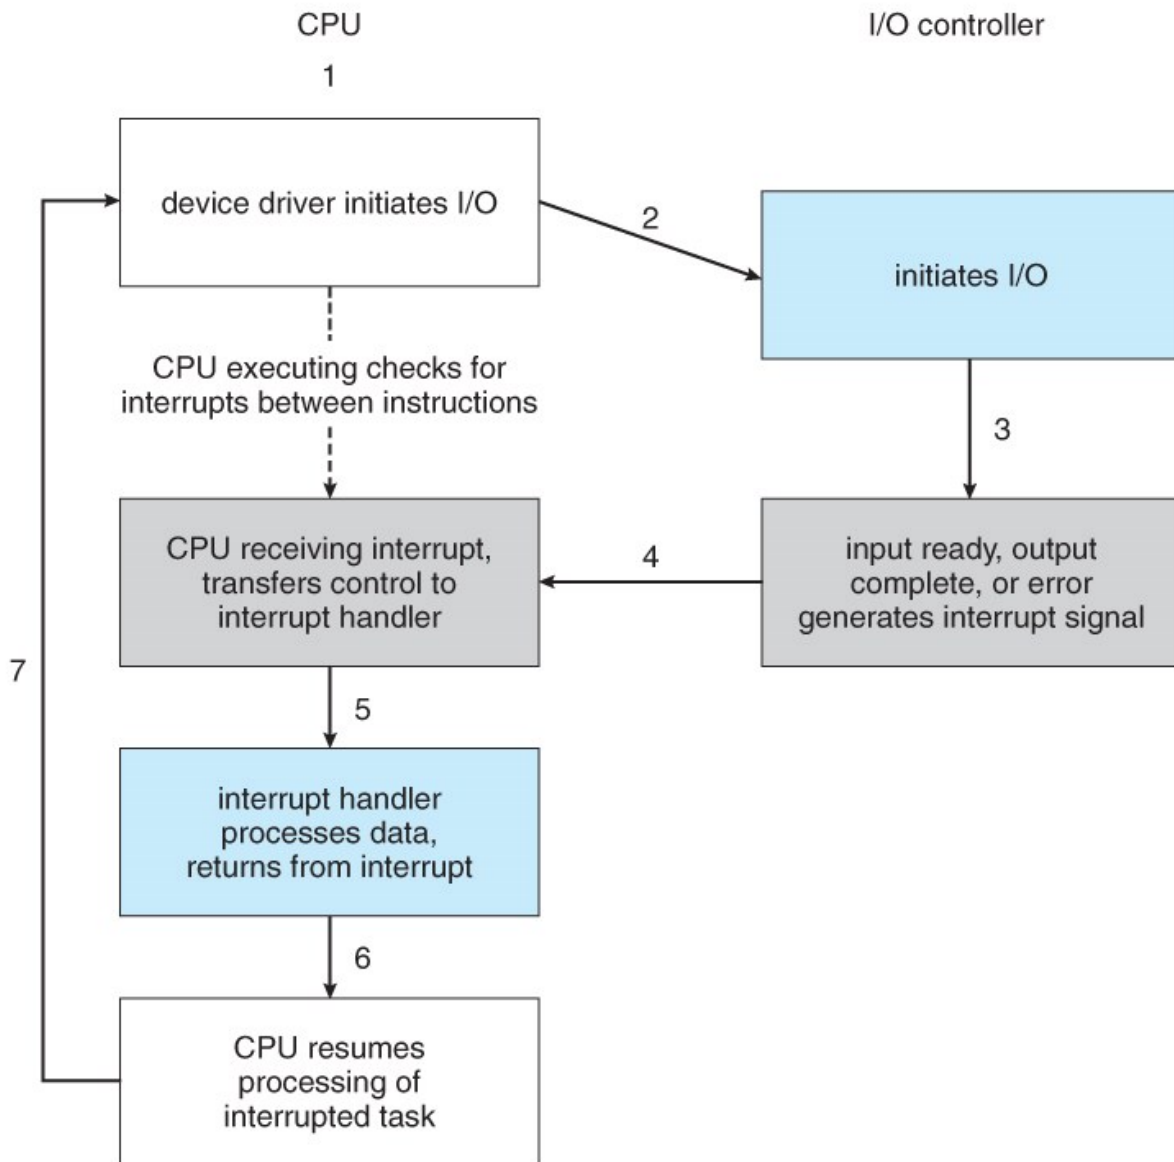 CPU
I/O controller
1
device driver initiates I/O
2
initiates I/O
CPU executing checks for
interrupts between instructions
3
CPU receiving interrupt,
transfers control to
interrupt handler
4
input ready, output
complete, or error
generates interrupt signal
7
5
interrupt handler
processes data,
returns from interrupt
6
CPU resumes
processing of
interrupted task